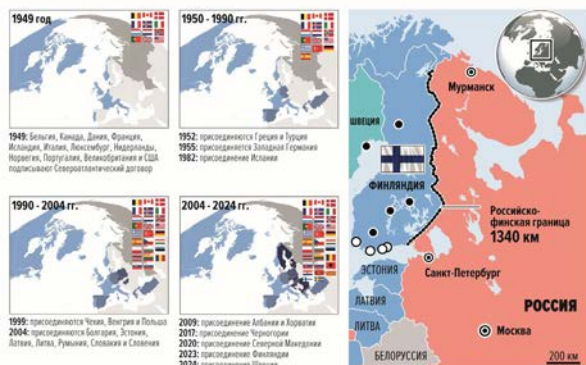 1949 год
1949: Бельгия, Канада, Дания, Франция,
Исландия, Италия, Люксембург, Нидерланды,
Норвегия, Португалия, Великобритания и США
подписывают Североатлантический договор
1950 - 1990 гг.
1952: присоединяются Греция и Турция
1955: присоединяется Западная Германия
1982: присоединение Испании
1990 - 2004 гг.
1999: присоединяются Чехия, Венгрия и Польша
2004: присоединяются Болгария, Эстония,
Латвия, Литва, Румыния, Словакия и Словения
2004 - 2024 гг.
2009: присоединение Албании и Хорватии
2017: присоединение Черногории
2020: присоединение Северной Македонии
2023: присоединение Финляндии
2024: присоединение Швеции
Мурманск
ШВЕЦИЯ
ФИНЛЯНДИЯ
Российско-
финская граница
1340 км
ЭСТОНИЯ
Санкт-Петербург
ЛАТВИЯ
РОССИЯ
ЛИТВА
Москва
БЕЛОРУССИЯ
200 км